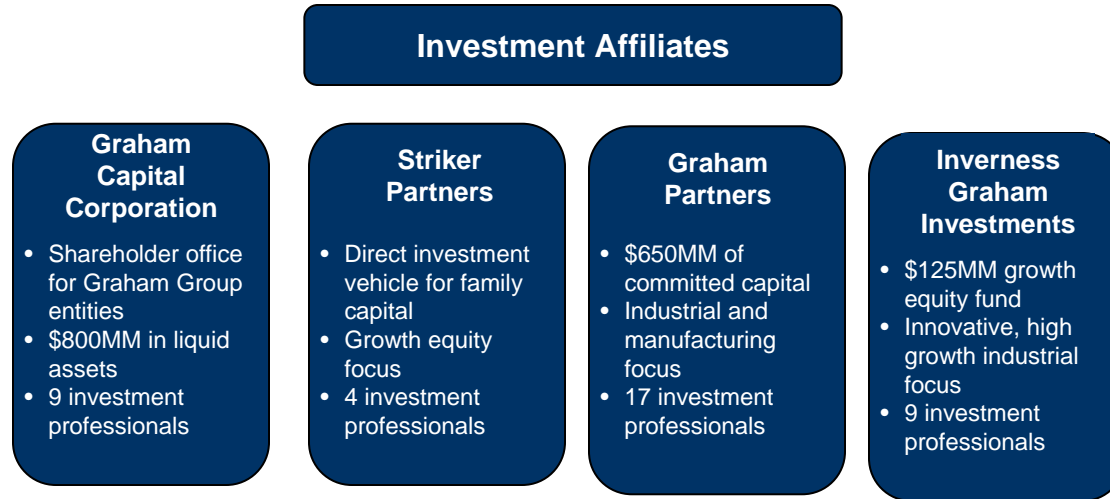 Investment Affiliates
Graham
Capital
Corporation
• Shareholder office
for Graham Group
entities
• $800MM in liquid
assets
• 9 investment
professionals
Striker
Partners
• Direct investment
vehicle for family
capital
• Growth equity
focus
• 4 investment
professionals
Graham
Partners
• $650MM of
committed capital
• Industrial and
manufacturing
focus
• 17 investment
professionals
Inverness
Graham
Investments
• $125MM growth
equity fund
• Innovative, high
growth industrial
focus
• 9 investment
professionals